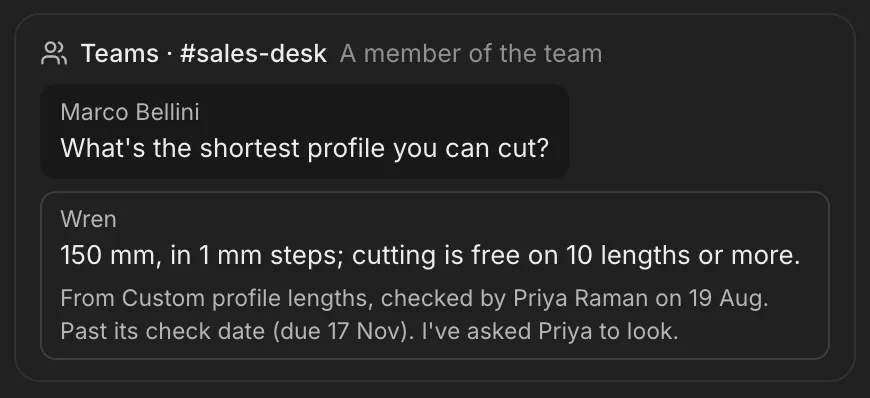 Teams · #sales-desk A member of the team
Marco Bellini
What's the shortest profile you can cut?
Wren
150 mm, in 1 mm steps; cutting is free on 10 lengths or more.
From Custom profile lengths, checked by Priya Raman on 19 Aug.
Past its check date (due 17 Nov). I've asked Priya to look.